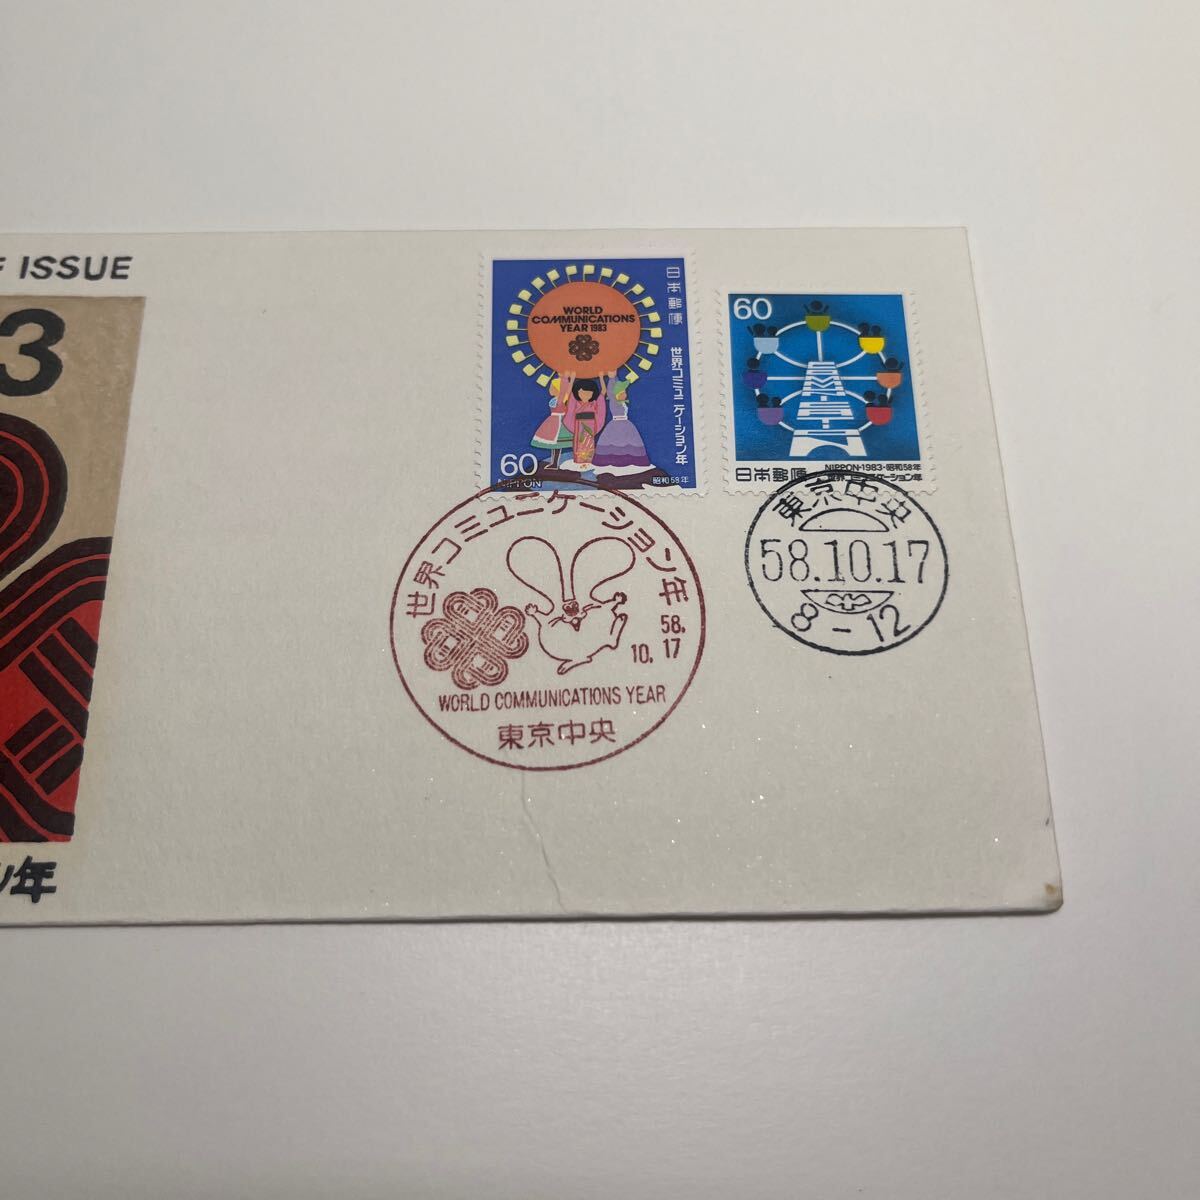 ISSUE
3
年
WORLD
COMMUNICATIONS
YEAR 1983
日本郵便
世界コミュニケーション年
60
NIPPON
昭和58年
60
日本郵便
NIPPON・1983・昭和58年
世界コミュニケーション年
世界コミュニケーション年
58.
10. 17
WORLD COMMUNICATIONS YEAR
東京中央
東京中央
58.10.17
8-12